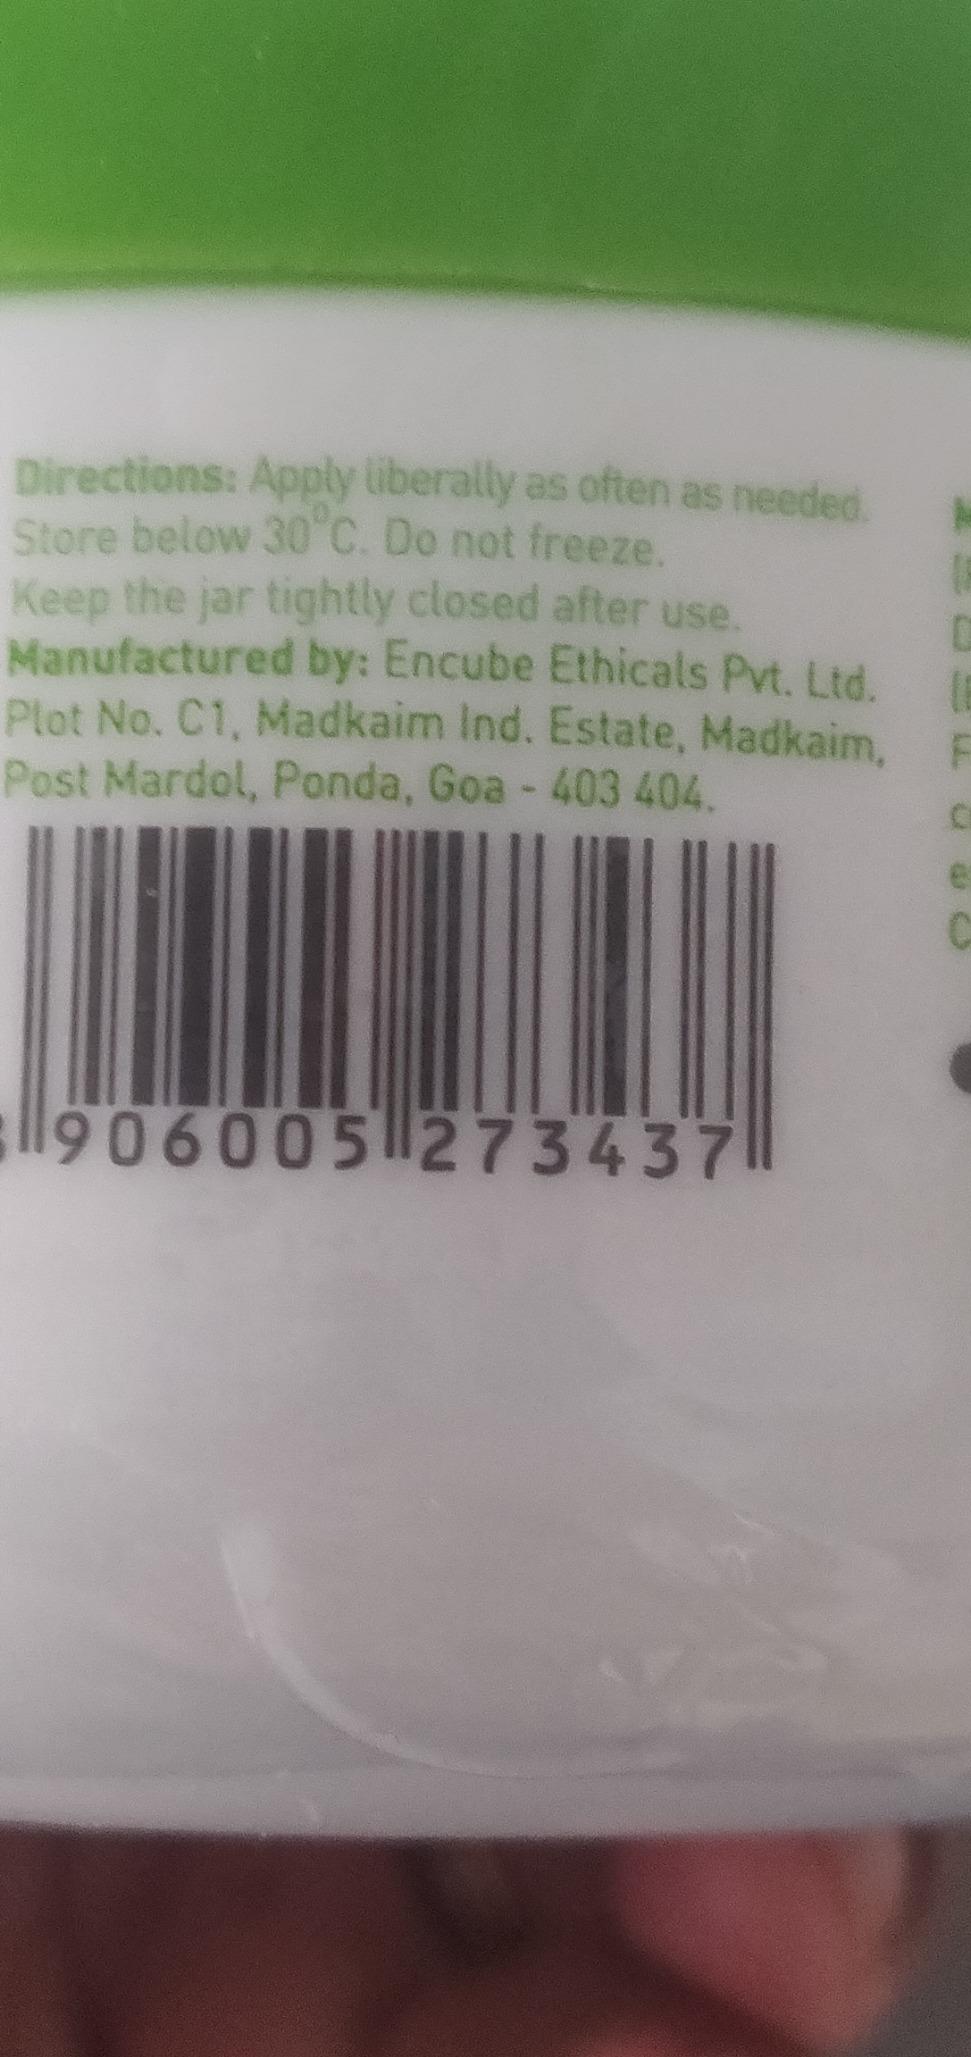 Directions: Apply liberally as often as needed.
Store below 30°C. Do not freeze.
Keep the jar tightly closed after use.
Manufactured by: Encube Ethicals Pvt. Ltd.
Plot No. C1, Madkaim Ind. Estate, Madkaim,
Post Mardol, Ponda, Goa - 403 404.
906005 273437